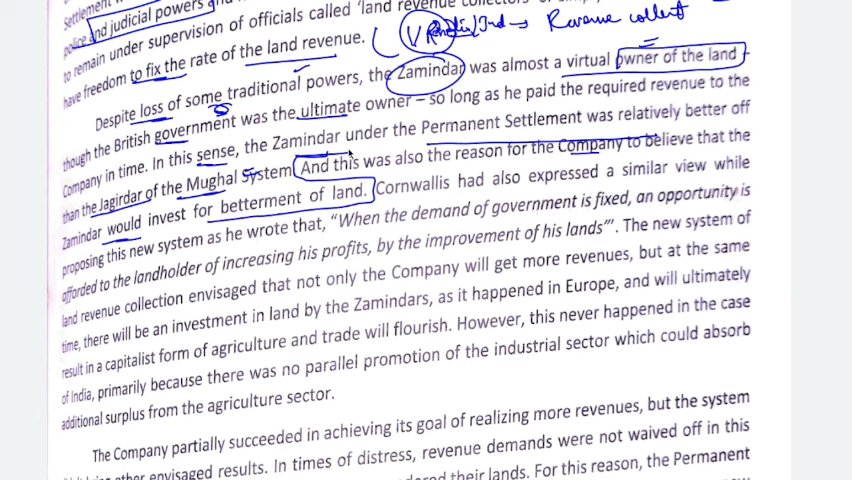 police and judicial powers
to remain under supervision of officials called 'land revenue
Revenue collect
have freedom to fix the rate of the land revenue.
Despite loss of some traditional powers, the Zamindar was almost a virtual owner of the land –
though the British government was the ultimate owner – so long as he paid the required revenue to the
Company in time. In this sense, the Zamindar under the Permanent Settlement was relatively better off
than the Jagirdar of the Mughal System. And this was also the reason for the Company to believe that the
Zamindar would invest for betterment of land. Cornwallis had also expressed a similar view while
proposing this new system as he wrote that, "When the demand of government is fixed, an opportunity is
afforded to the landholder of increasing his profits, by the improvement of his lands"'. The new system of
land revenue collection envisaged that not only the Company will get more revenues, but at the same
time, there will be an investment in land by the Zamindars, as it happened in Europe, and will ultimately
result in a capitalist form of agriculture and trade will flourish. However, this never happened in the case
of India, primarily because there was no parallel promotion of the industrial sector which could absorb
additional surplus from the agriculture sector.
The Company partially succeeded in achieving its goal of realizing more revenues, but the system
other envisaged results. In times of distress, revenue demands were not waived off in this
their lands. For this reason, the Permanent